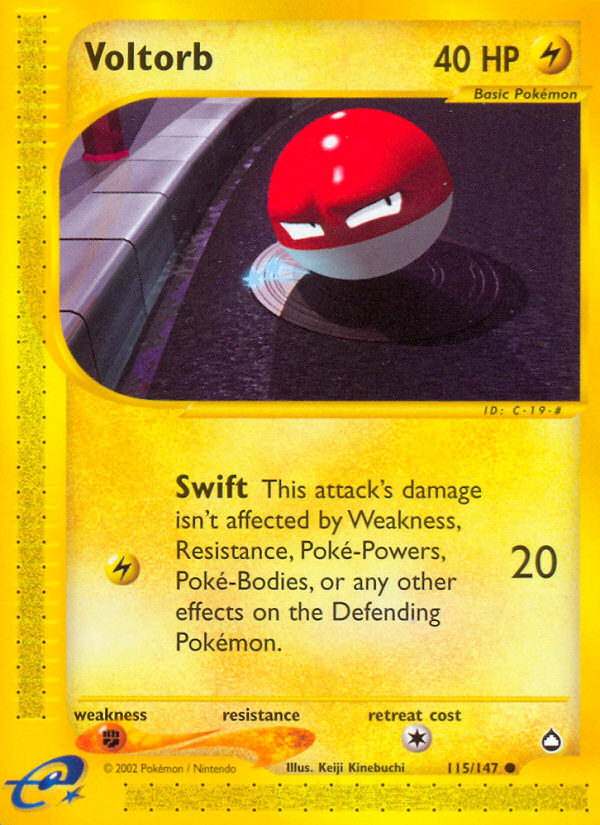 Voltorb
40 HP
Basic Pokémon
ID: C-19-#
Swift This attack's damage
isn't affected by Weakness,
Resistance, Poké-Powers,
Poké-Bodies, or any other
effects on the Defending
Pokémon.
20
weakness resistance retreat cost
© 2002 Pokémon / Nintendo Illus. Keiji Kinebuchi 115/147
e